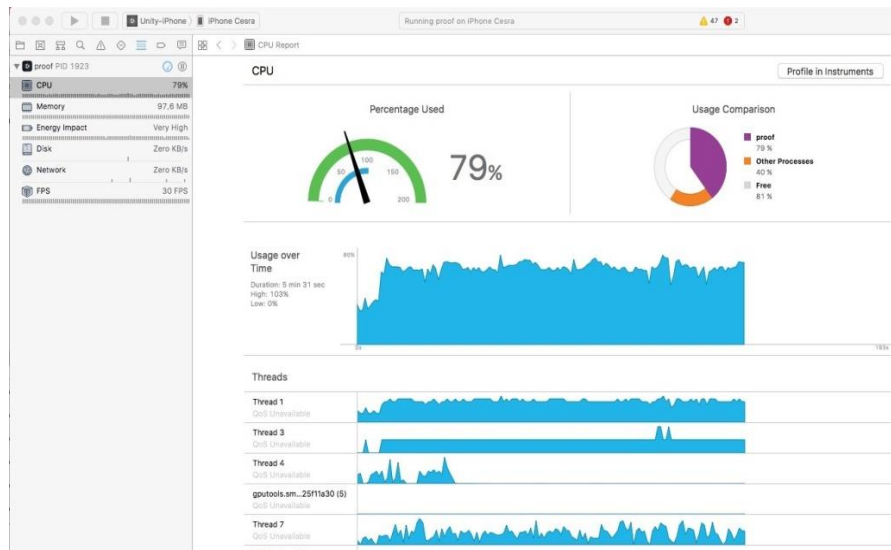 Unity-iPhone
iPhone Cesra
Running proof on iPhone Cesra
47
2
CPU Report
proof PID 1923
CPU
79%
Memory
97,6 MB
Energy Impact
Very High
Disk
Zero KB/s
Network
Zero KB/s
FPS
30 FPS
CPU
Profile in Instruments
Percentage Used
0
50
100
150
200
79%
Usage Comparison
proof
79 %
Other Processes
40 %
Free
81 %
Usage over
Time
Duration: 5 min 31 sec
High: 103%
Low: 0%
80%
0s
193s
Threads
Thread 1
QoS Unavailable
Thread 3
QoS Unavailable
Thread 4
QoS Unavailable
gputools.sm...25f11a30 (5)
QoS Unavailable
Thread 7
QoS Unavailable